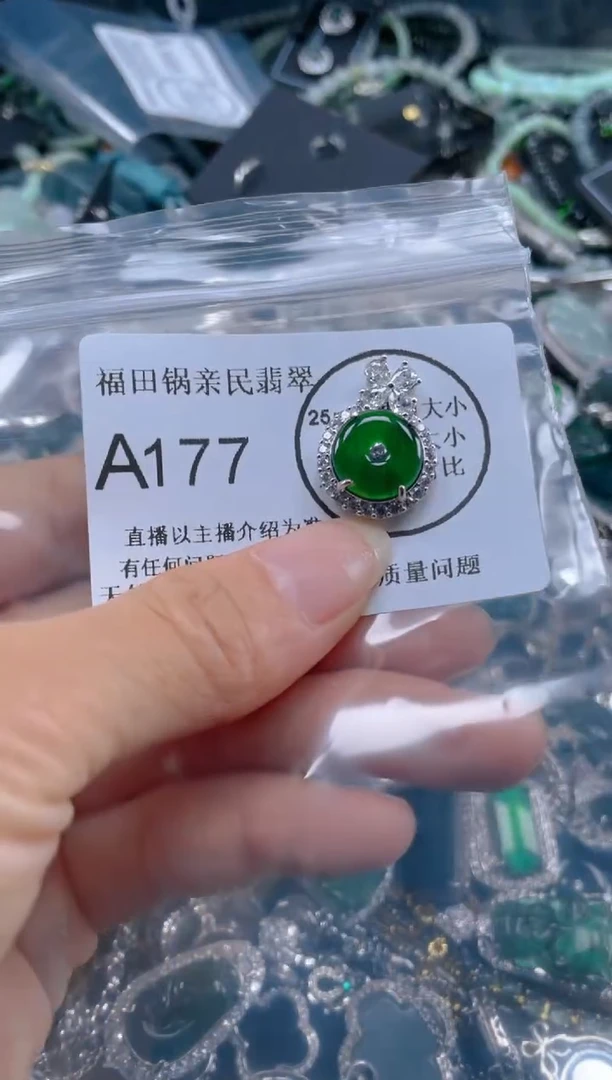 福田锅亲民翡翠
A177
25
大小
小
比
直播以主播介绍为准
有任何问
质量问题